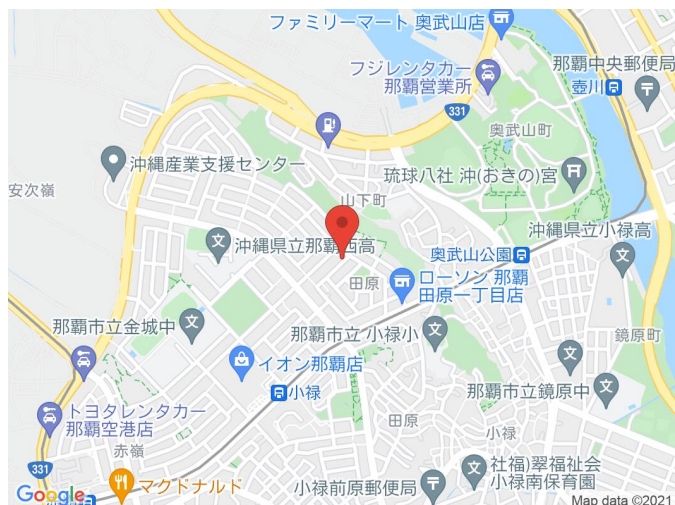 ファミリーマート 奥武山店
フジレンタカー
那覇営業所
331
那覇中央郵便局
壺川
奥武山町
沖縄産業支援センター
安次嶺
琉球八社 沖(おきの)宮
山下町
沖縄県立小禄高
沖縄県立那覇西高
奥武山公園
ローソン 那覇
田原一丁目店
田原
那覇市立金城中
那覇市立 小禄小
鏡原町
イオン那覇店
小禄
那覇市立鏡原中
トヨタレンタカー
那覇空港店
田原
小禄
赤嶺
331
社福)翠福祉会
小禄南保育園
マクドナルド
小禄前原郵便局
Google
Map data ©2021